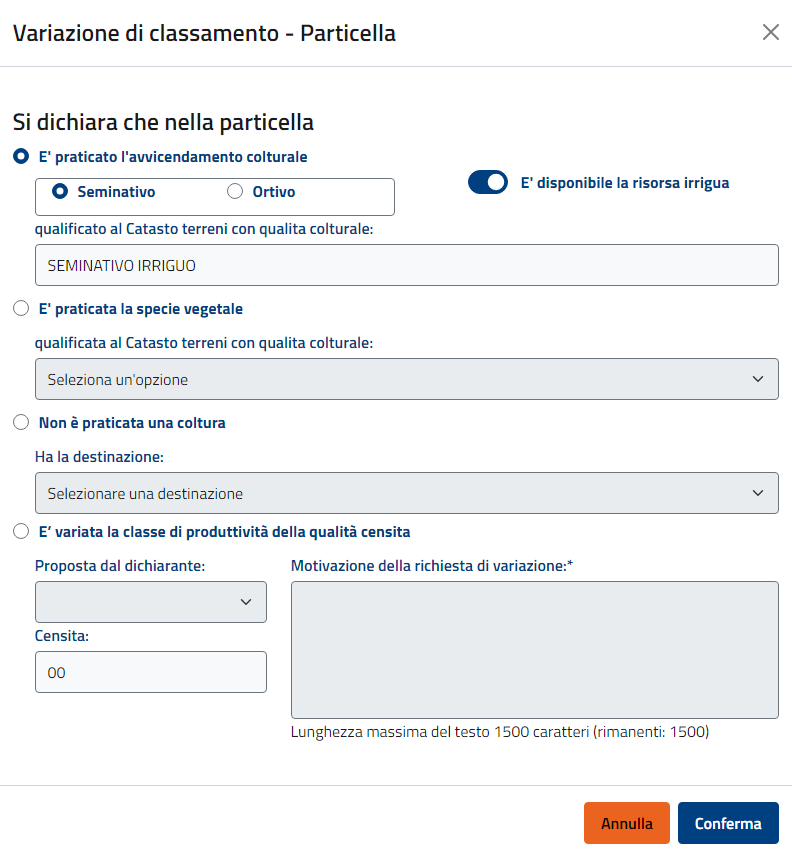 Variazione di classamento - Particella
Si dichiara che nella particella
E' praticato l'avvicendamento colturale
Seminativo
Ortivo
E' disponibile la risorsa irrigua
qualificato al Catasto terreni con qualita colturale:
SEMINATIVO IRRIGUO
E' praticata la specie vegetale
qualificata al Catasto terreni con qualita colturale:
Seleziona un'opzione
Non è praticata una coltura
Ha la destinazione:
Selezionare una destinazione
E’ variata la classe di produttività della qualità censita
Proposta dal dichiarante:
Motivazione della richiesta di variazione:*
Censita:
00
Lunghezza massima del testo 1500 caratteri (rimanenti: 1500)
Annulla
Conferma